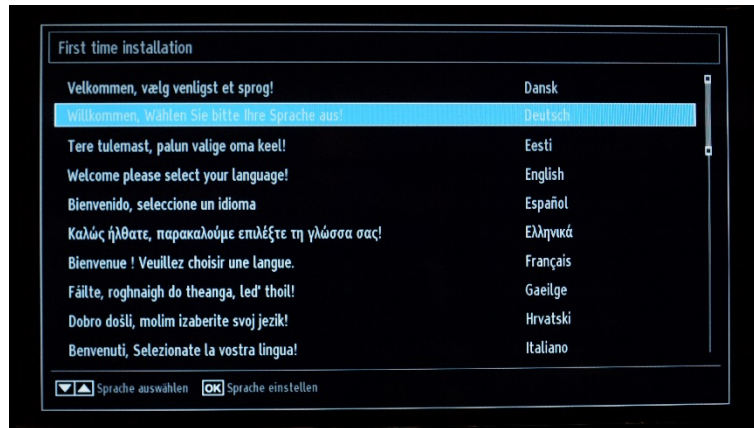 First time installation
Velkommen, vælg venligst et sprog! Dansk
Willkommen, Wählen Sie bitte Ihre Sprache aus! Deutsch
Tere tulemast, palun valige oma keel! Eesti
Welcome please select your language! English
Bienvenido, seleccione un idioma Español
Καλώς ήλθατε, παρακαλούμε επιλέξτε τη γλώσσα σας! Ελληνικά
Bienvenue ! Veuillez choisir une langue. Français
Fáilte, roghnaigh do theanga, led' thoil! Gaeilge
Dobro došli, molim izaberite svoj jezik! Hrvatski
Benvenuti, Selezionate la vostra lingua! Italiano
Sprache auswählen OK Sprache einstellen